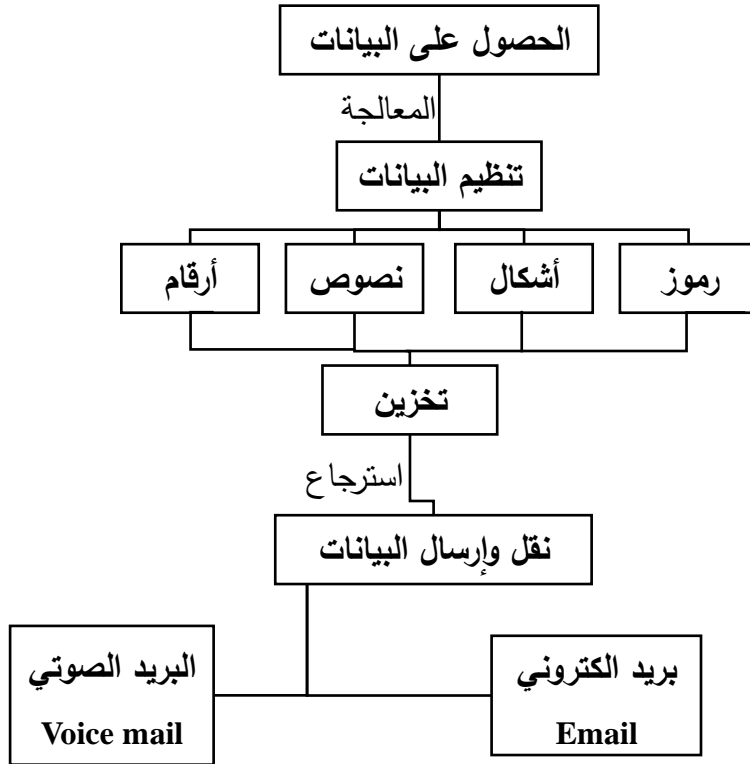 الحصول على البيانات
المعالجة
تنظيم البيانات
رموز
أشكال
نصوص
أرقام
تخزين
استرجاع
نقل وإرسال البيانات
بريد الكتروني
Email
البريد الصوتي
Voice mail